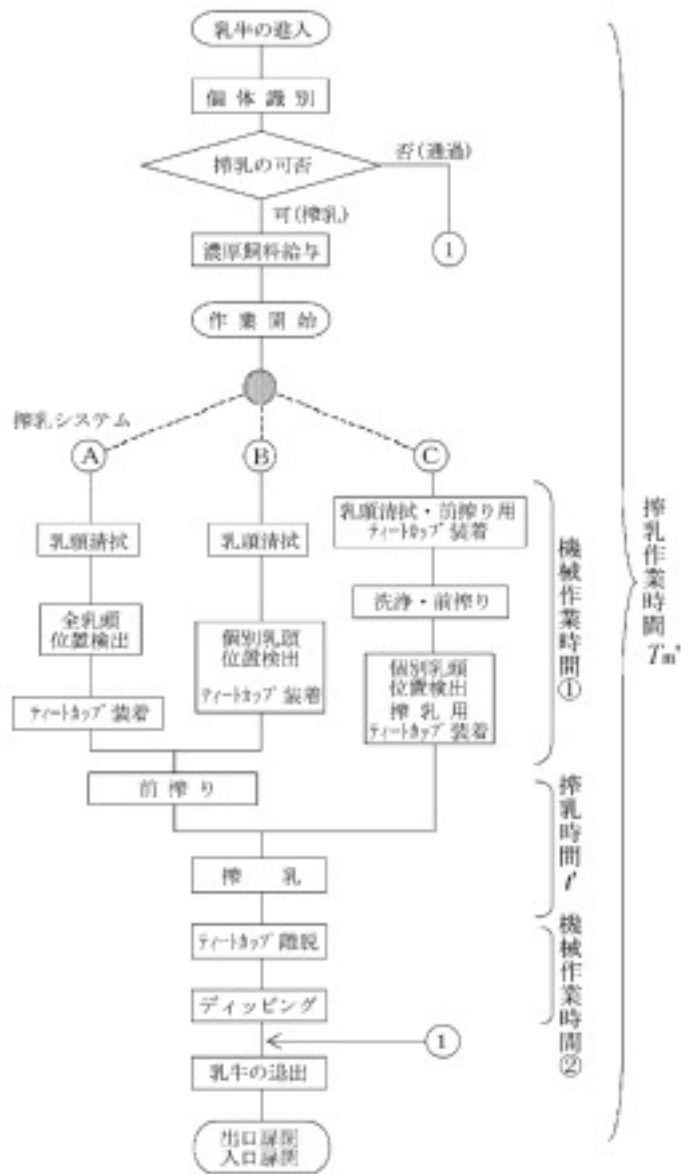 乳牛の進入
個体識別
搾乳の可否
否(通過)
可(搾乳)
①
濃厚飼料給与
作業開始
搾乳システム
A
B
C
乳頭清拭
全乳頭
位置検出
ティートカップ装着
乳頭清拭
個別乳頭
位置検出
ティートカップ装着
乳頭清拭・前搾り用
ティートカップ装着
洗浄・前搾り
個別乳頭
位置検出
搾乳用
ティートカップ装着
前搾り
搾乳
ティートカップ離脱
ディッピング
①
乳牛の退出
出口扉閉
入口扉開
機械作業時間①
搾乳時間
機械作業時間②
搾乳作業時間